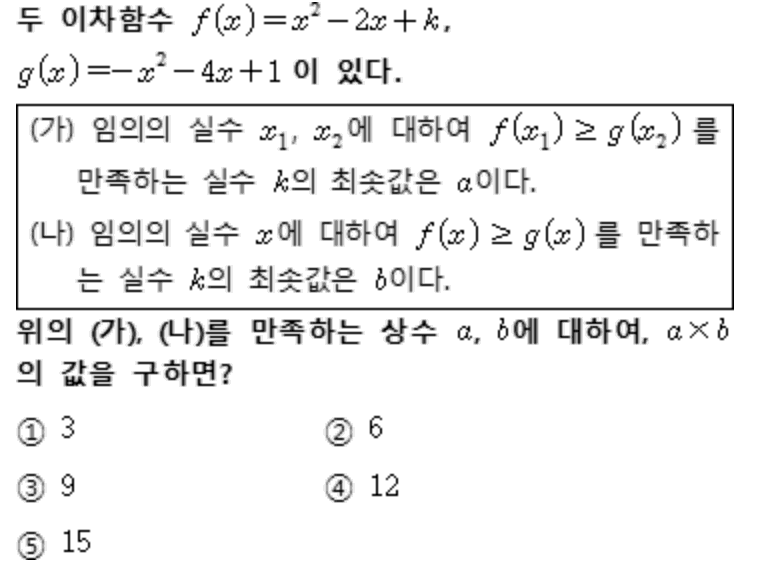 두 이차함수 f(x)=x²-2x+k,
g(x)=-x²-4x+1 이 있다.
(가) 임의의 실수 x₁, x₂에 대하여 f(x₁)≥g(x₂)를
만족하는 실수 k의 최솟값은 a이다.
(나) 임의의 실수 x에 대하여 f(x)≥g(x)를 만족하
는 실수 k의 최솟값은 b이다.
위의 (가), (나)를 만족하는 상수 a, b에 대하여, a×b
의 값을 구하면?
① 3 ② 6
③ 9 ④ 12
⑤ 15